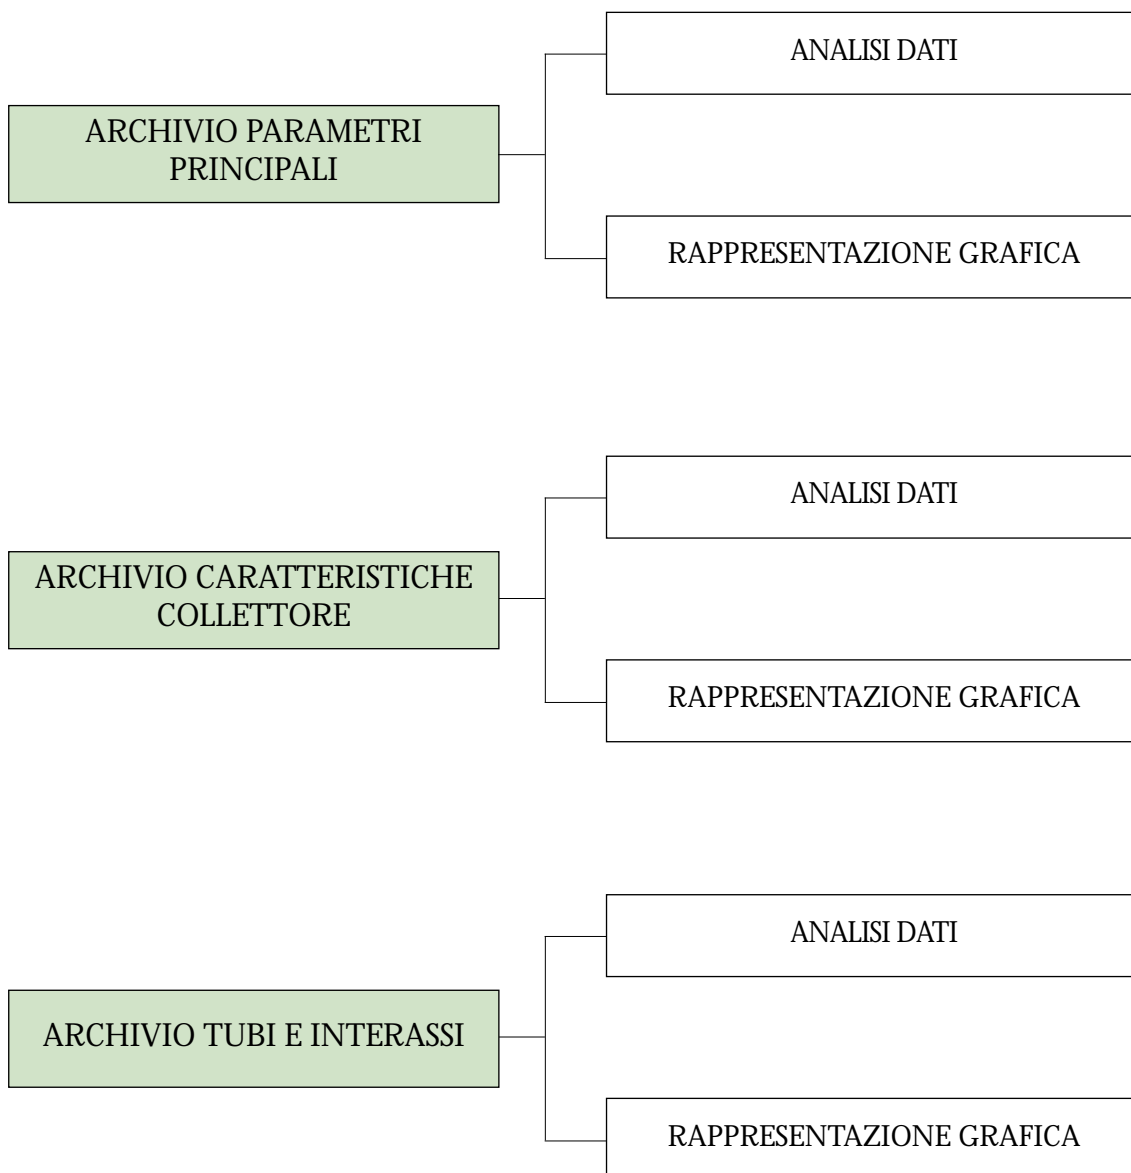 ANALISI DATI
ARCHIVIO PARAMETRI
PRINCIPALI
RAPPRESENTAZIONE GRAFICA
ANALISI DATI
ARCHIVIO CARATTERISTICHE
COLLETTORE
RAPPRESENTAZIONE GRAFICA
ANALISI DATI
ARCHIVIO TUBI E INTERASSI
RAPPRESENTAZIONE GRAFICA